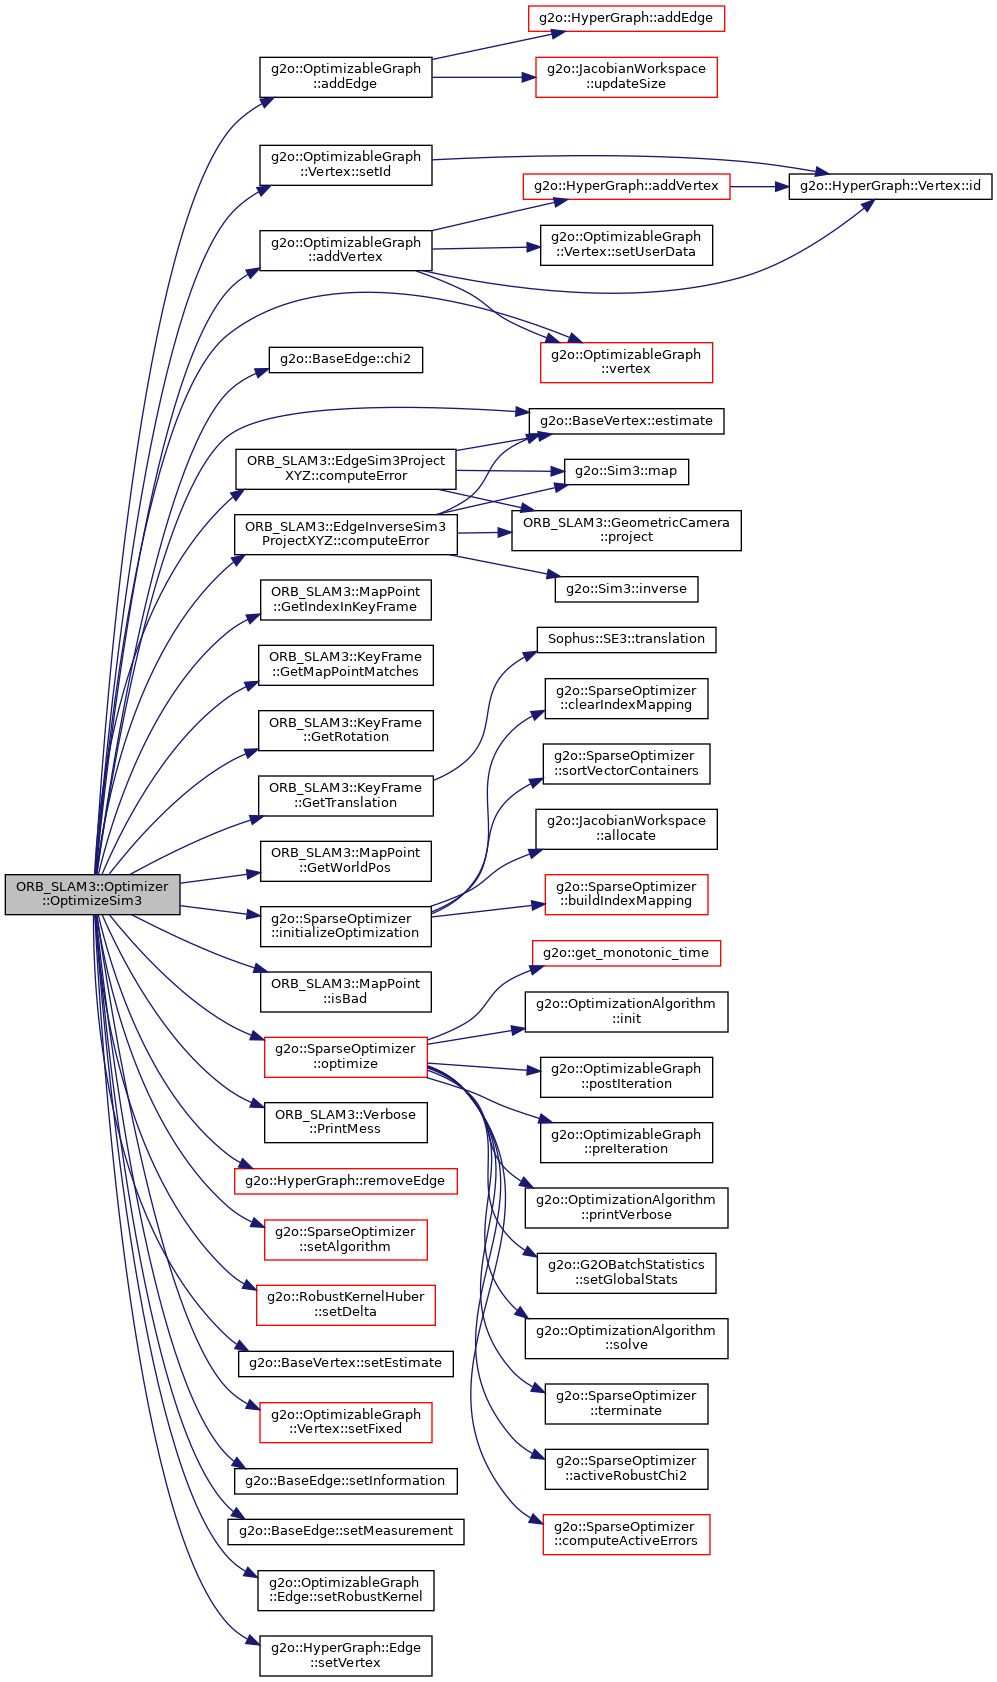 g2o::HyperGraph::addEdge
g2o::OptimizableGraph
::addEdge
g2o::JacobianWorkspace
::updateSize
g2o::OptimizableGraph
::Vertex::setId
g2o::HyperGraph::addVertex
g2o::HyperGraph::Vertex::id
g2o::OptimizableGraph
::addVertex
g2o::OptimizableGraph
::Vertex::setUserData
g2o::OptimizableGraph
::vertex
g2o::BaseEdge::chi2
g2o::BaseVertex::estimate
ORB_SLAM3::EdgeSim3Project
XYZ::computeError
g2o::Sim3::map
ORB_SLAM3::EdgeInverseSim3
ProjectXYZ::computeError
ORB_SLAM3::GeometricCamera
::project
g2o::Sim3::inverse
ORB_SLAM3::MapPoint
::GetIndexInKeyFrame
Sophus::SE3::translation
ORB_SLAM3::KeyFrame
::GetMapPointMatches
g2o::SparseOptimizer
::clearIndexMapping
ORB_SLAM3::KeyFrame
::GetRotation
g2o::SparseOptimizer
::sortVectorContainers
ORB_SLAM3::KeyFrame
::GetTranslation
g2o::JacobianWorkspace
::allocate
ORB_SLAM3::MapPoint
::GetWorldPos
ORB_SLAM3::Optimizer
::OptimizeSim3
g2o::SparseOptimizer
::buildIndexMapping
g2o::SparseOptimizer
::initializeOptimization
g2o::get_monotonic_time
ORB_SLAM3::MapPoint
::isBad
g2o::OptimizationAlgorithm
::init
g2o::SparseOptimizer
::optimize
g2o::OptimizableGraph
::postIteration
ORB_SLAM3::Verbose
::PrintMess
g2o::OptimizableGraph
::preIteration
g2o::HyperGraph::removeEdge
g2o::OptimizationAlgorithm
::printVerbose
g2o::SparseOptimizer
::setAlgorithm
g2o::G2OBatchStatistics
::setGlobalStats
g2o::RobustKernelHuber
::setDelta
g2o::OptimizationAlgorithm
::solve
g2o::BaseVertex::setEstimate
g2o::SparseOptimizer
::terminate
g2o::OptimizableGraph
::Vertex::setFixed
g2o::SparseOptimizer
::activeRobustChi2
g2o::BaseEdge::setInformation
g2o::BaseEdge::setMeasurement
g2o::SparseOptimizer
::computeActiveErrors
g2o::OptimizableGraph
::Edge::setRobustKernel
g2o::HyperGraph::Edge
::setVertex